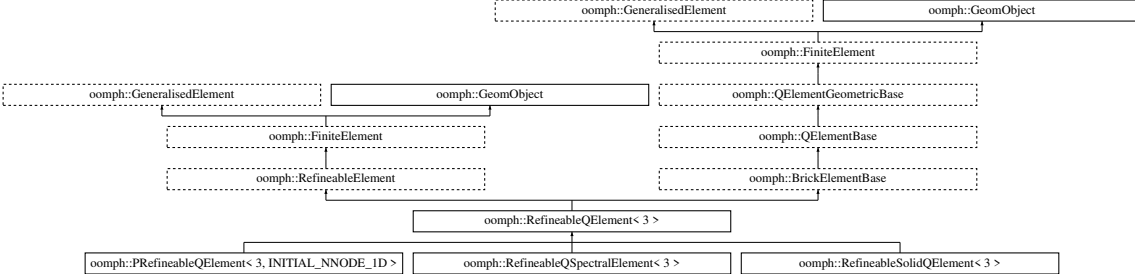 oomph::GeneralisedElement oomph::GeomObject
oomph::FiniteElement
oomph::GeneralisedElement oomph::GeomObject oomph::QElementGeometricBase
oomph::FiniteElement oomph::QElementBase
oomph::RefineableElement oomph::BrickElementBase
oomph::RefineableQElement< 3 >
oomph::PRefineableQElement< 3, INITIAL_NNODE_1D > oomph::RefineableQSpectralElement< 3 > oomph::RefineableSolidQElement< 3 >